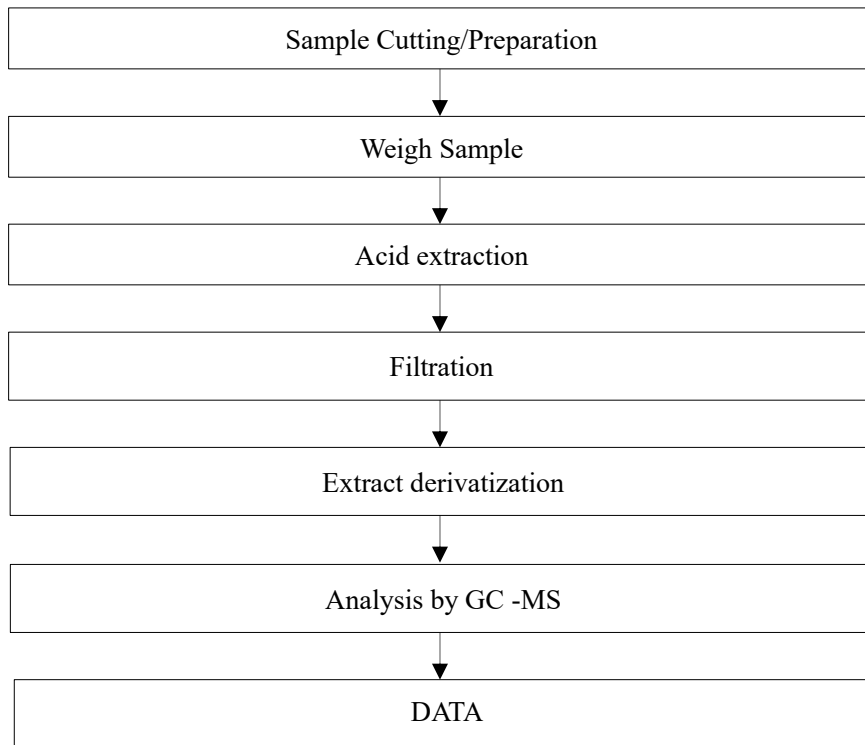 Sample Cutting/Preparation
Weigh Sample
Acid extraction
Filtration
Extract derivatization
Analysis by GC -MS
DATA